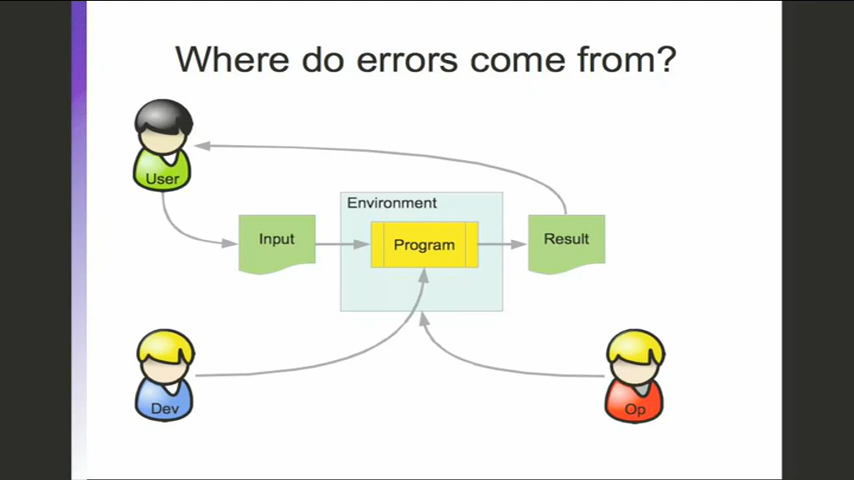 Where do errors come from?
User
Environment
Input
Program
Result
Dev
Op